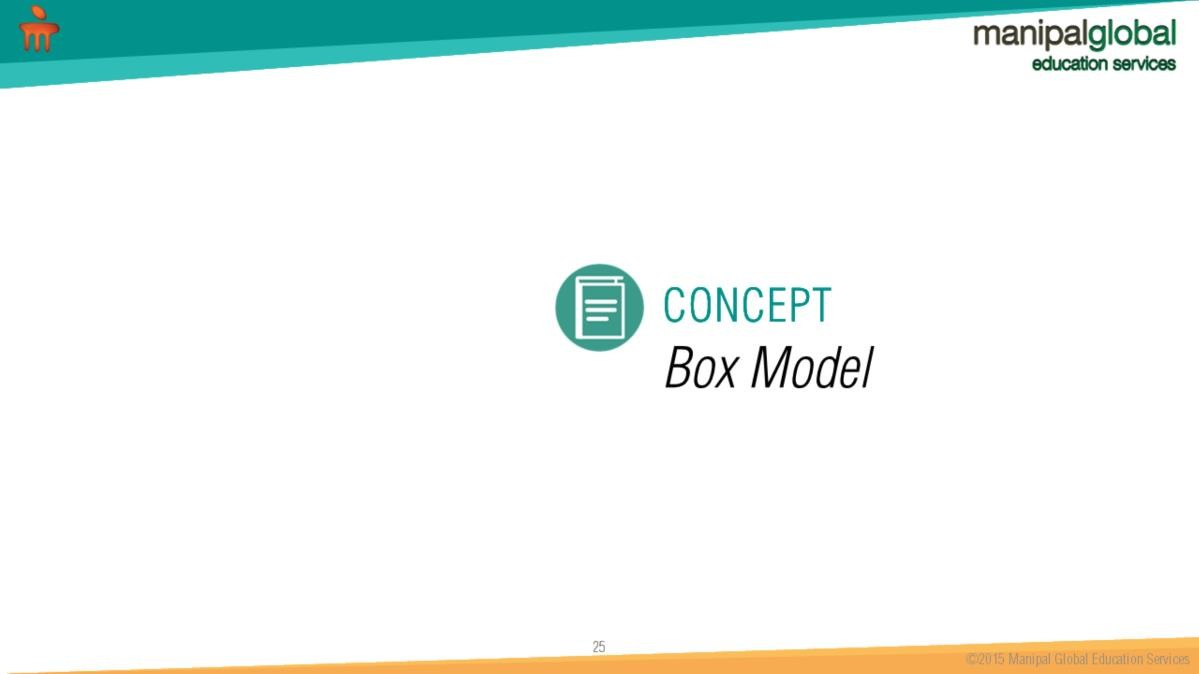 manipalglobal
education services
CONCEPT
Box Model
25
©2015 Manipal Global Education Services